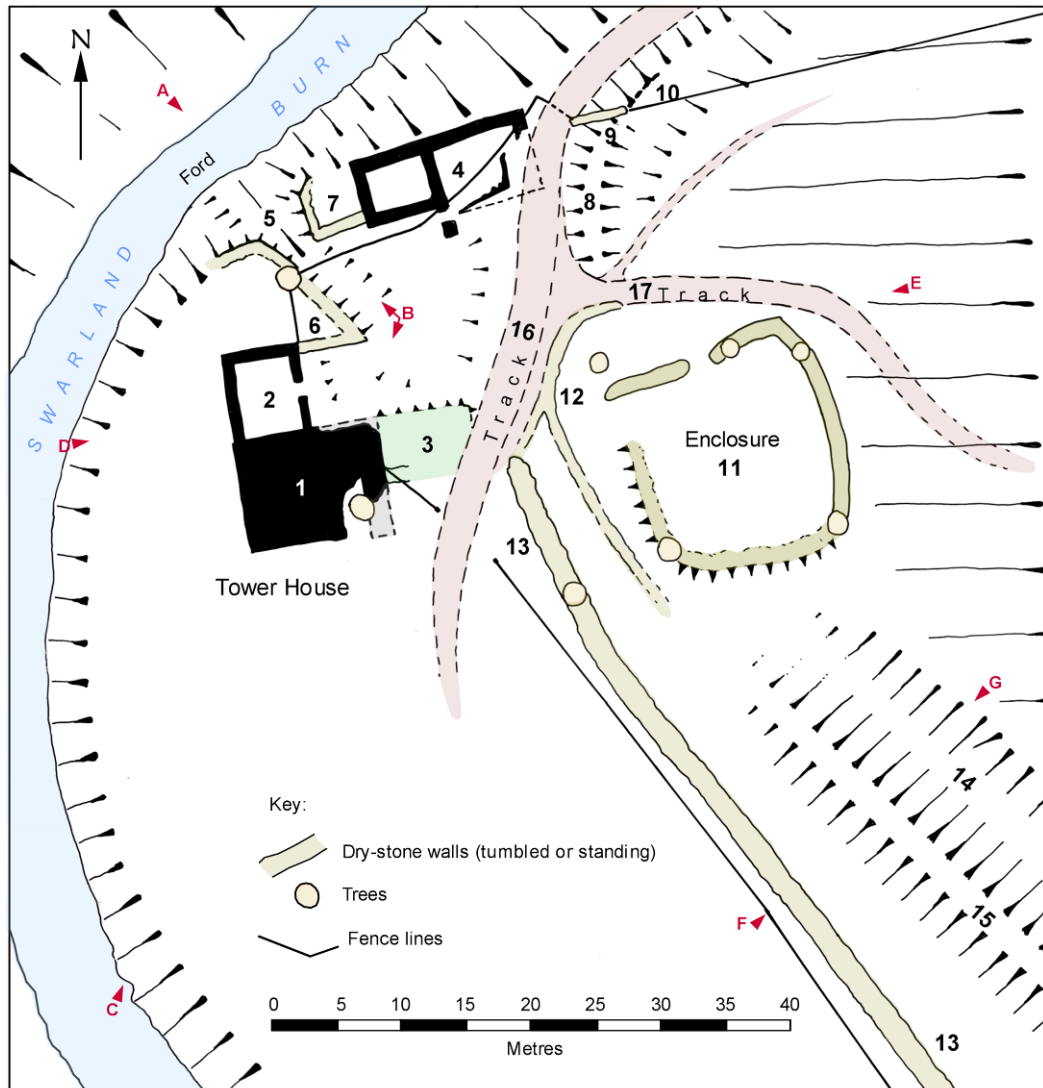 N
A
SWARLAND BURN
Ford
10
9
4
7
8
5
E
17 Track
B
6
16
Track
12
2
D
Enclosure
11
3
1
13
Tower House
G
14
Key:
Dry-stone walls (tumbled or standing)
Trees
15
F
Fence lines
C
0 5 10 15 20 25 30 35 40
Metres
13